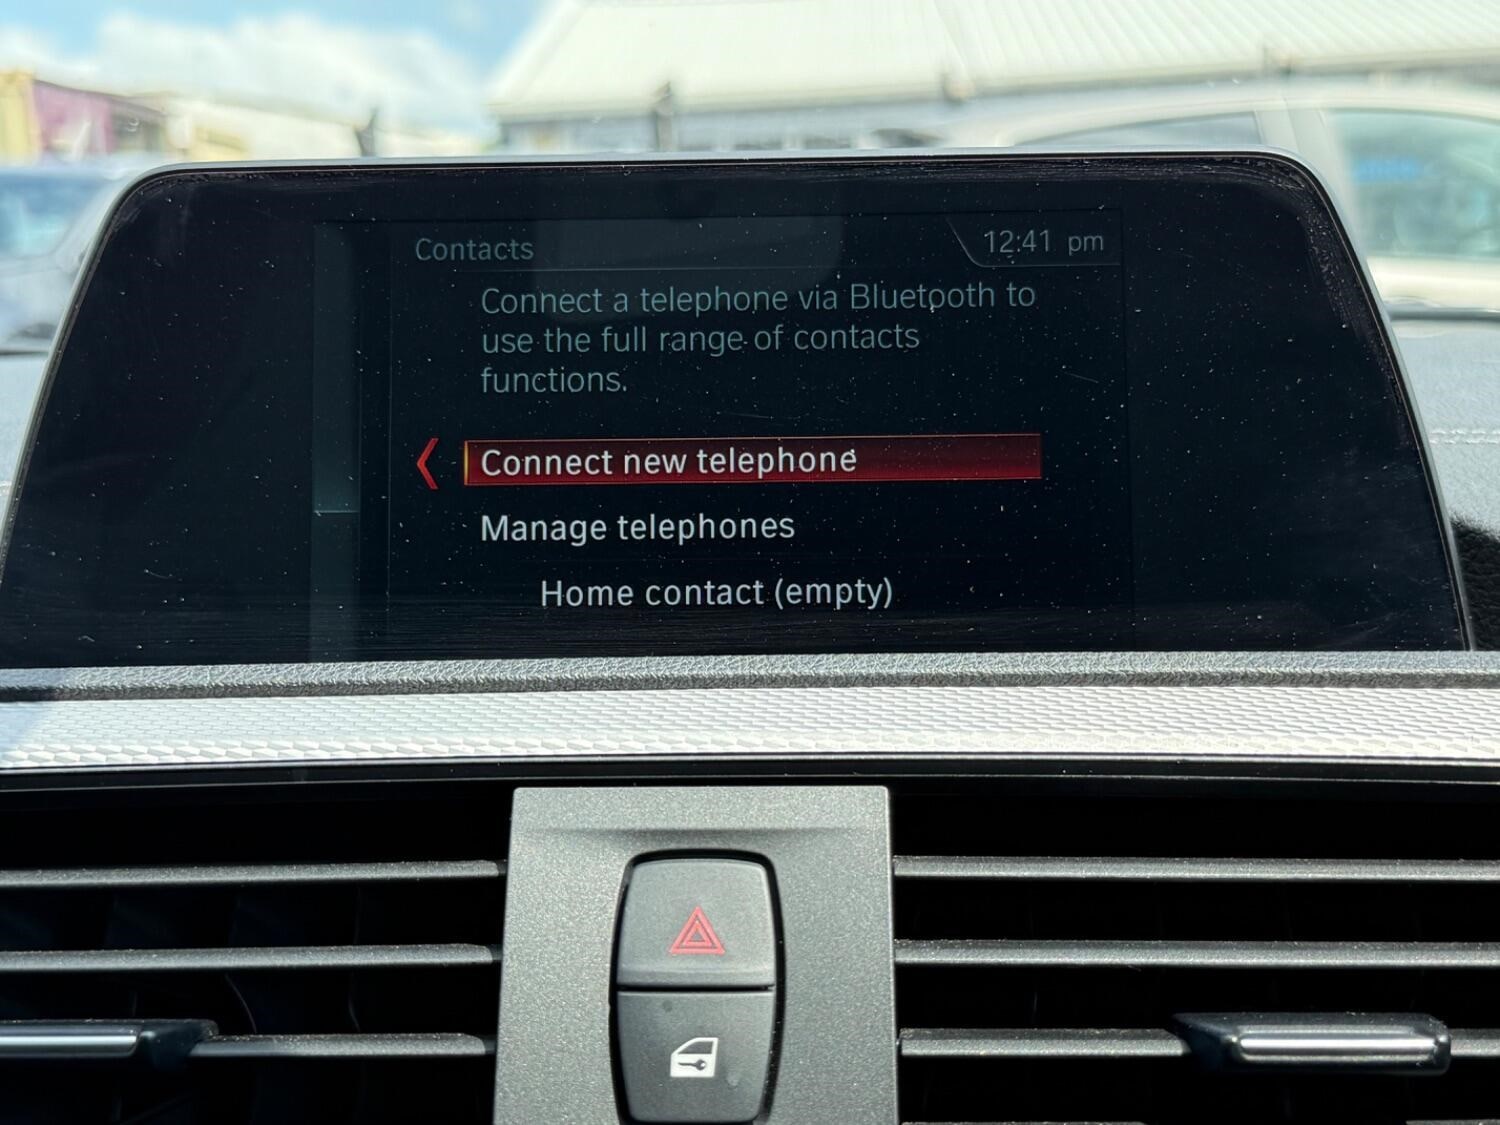 Contacts
12:41 pm
Connect a telephone via Bluetooth to
use the full range of contacts
functions.
Connect new telephone
Manage telephones
Home contact (empty)